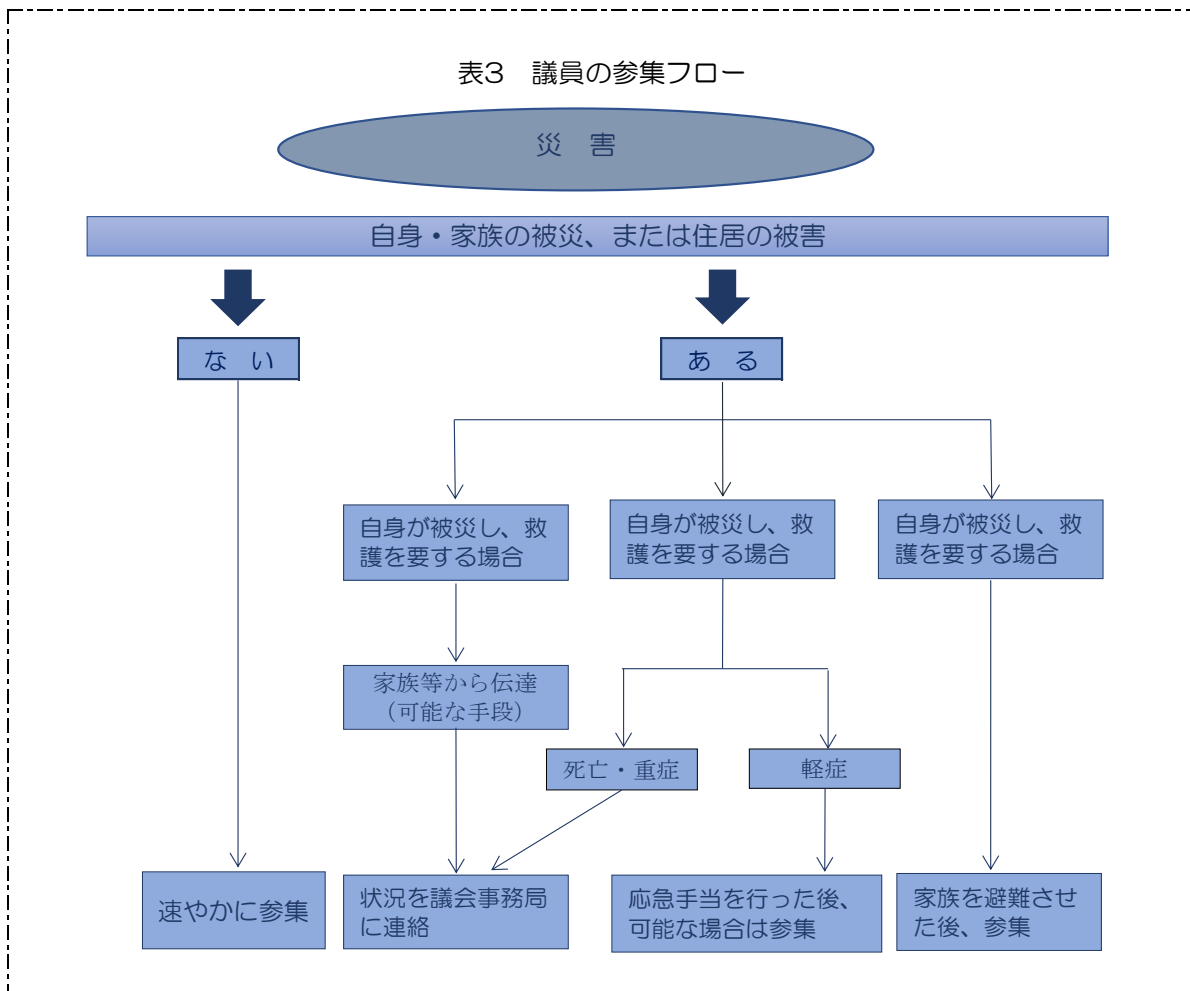 表3　議員の参集フロー
災　害
自身・家族の被災、または住居の被害
な　い
あ　る
自身が被災し、救
護を要する場合
自身が被災し、救
護を要する場合
自身が被災し、救
護を要する場合
家族等から伝達
（可能な手段）
死亡・重症
軽症
速やかに参集
状況を議会事務局
に連絡
応急手当を行った後、
可能な場合は参集
家族を避難させ
た後、参集